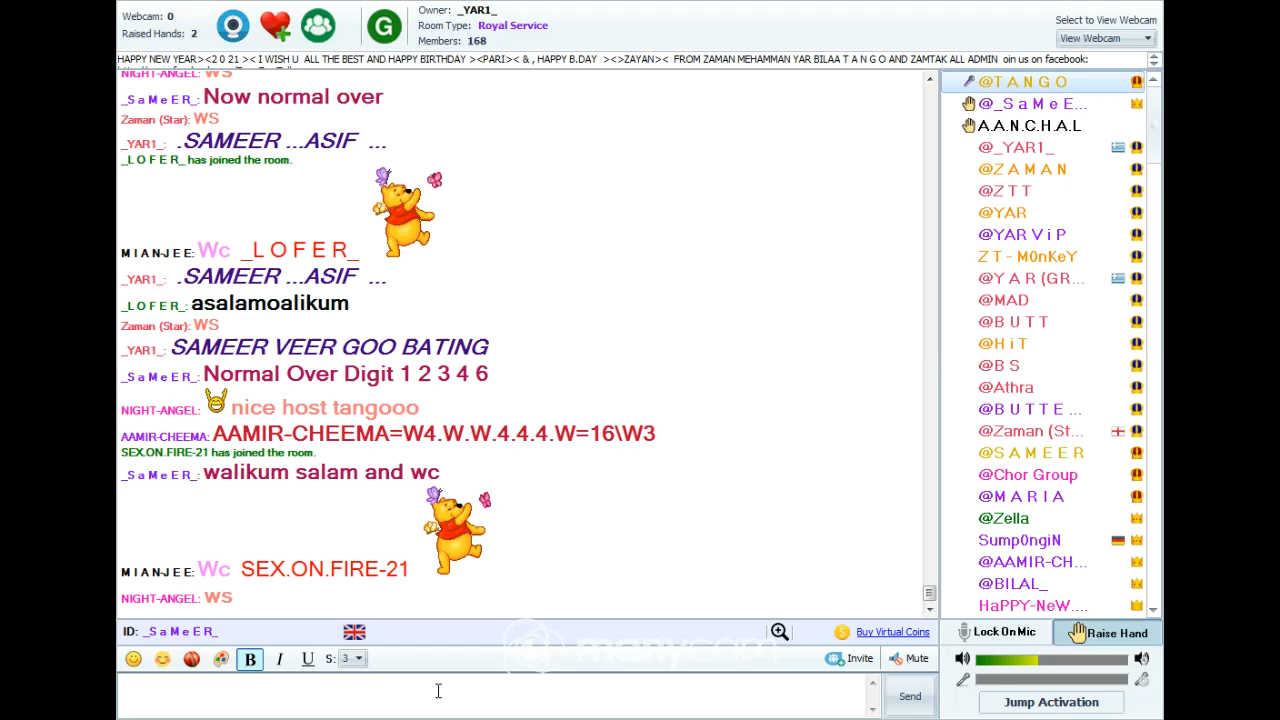 Webcam: 0
Raised Hands: 2
G
Owner: _YAR1_
Room Type: Royal Service
Members: 168
Select to View Webcam
View Webcam
HAPPY NEW YEAR><2 0 21 >< I WISH U ALL THE BEST AND HAPPY BIRTHDAY ><PARI>< & , HAPPY B.DAY <>ZAYAN>< FROM ZAMAN MEHAMMAN YAR BILAA T A N G O AND ZAMTAK ALL ADMIN oin us on facebook:
NIGHT-ANGEL: WS
_SaMeER_: Now normal over
Zaman (Star): WS
_YAR1_: .SAMEER ...ASIF ...
_L O F E R_ has joined the room.
M I A N-J E E: Wc _L O F E R_
_YAR1_: .SAMEER ...ASIF ...
_L O F E R_: asalamoalikum
Zaman (Star): WS
_YAR1_: SAMEER VEER GOO BATING
_SaMeER_: Normal Over Digit 1 2 3 4 6
NIGHT-ANGEL: nice host tangooo
AAMIR-CHEEMA: AAMIR-CHEEMA=W4.W.W.4.4.4.W=16\W3
SEX.ON.FIRE-21 has joined the room.
_SaMeER_: walikum salam and wc
M I A N-J E E: Wc SEX.ON.FIRE-21
NIGHT-ANGEL: WS
@T A N G O
@_S a M e E...
A.A.N.C.H.A.L
@_YAR1_
@Z A M A N
@Z T T
@YAR
@YAR V i P
Z T - M0nKeY
@Y A R (GR...
@MAD
@B U T T
@H i T
@B S
@Athra
@B U T T E ...
@Zaman (St...
@S A M E E R
@Chor Group
@M A R I A
@Zella
Sump0ngiN
@AAMIR-CH...
@BILAL_
HaPPY-NeW....
ID: _SaMeER_
Buy Virtual Coins
Lock On Mic
Raise Hand
B I U S: 3
Invite
Mute
manycam
Send
Jump Activation